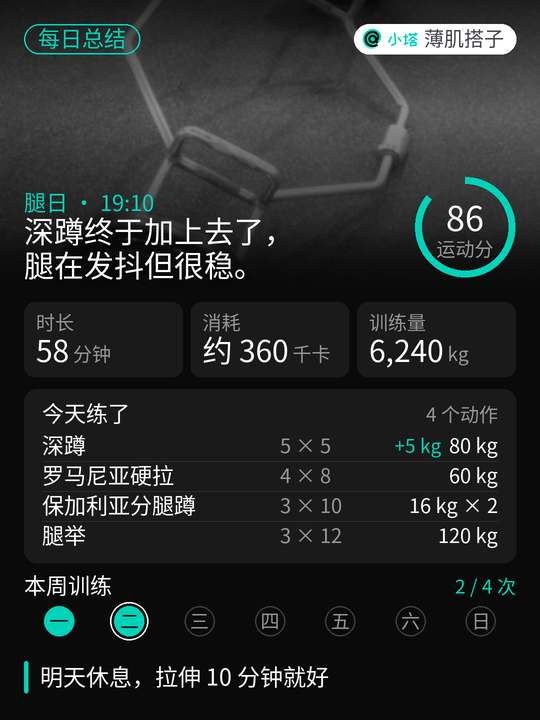 每日总结
@ 小塔 薄肌搭子
腿日 · 19:10
深蹲终于加上去了，
腿在发抖但很稳。
86
运动分
时长
58 分钟
消耗
约 360 千卡
训练量
6,240 kg
今天练了 4 个动作
深蹲 5 × 5 +5 kg 80 kg
罗马尼亚硬拉 4 × 8 60 kg
保加利亚分腿蹲 3 × 10 16 kg × 2
腿举 3 × 12 120 kg
本周训练 2 / 4 次
一 二 三 四 五 六 日
明天休息，拉伸 10 分钟就好